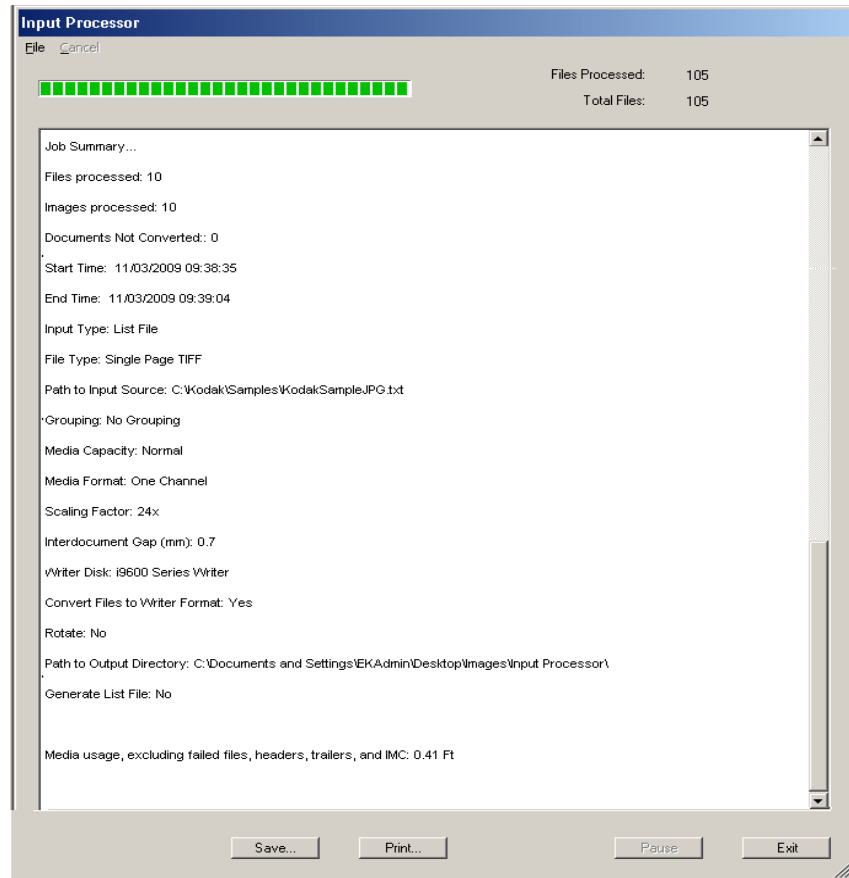 Input Processor
File Cancel
Files Processed: 105
Total Files: 105
Job Summary...
Files processed: 10
Images processed: 10
Documents Not Converted:: 0
Start Time: 11/03/2009 09:38:35
End Time: 11/03/2009 09:39:04
Input Type: List File
File Type: Single Page TIFF
Path to Input Source: C:\Kodak\Samples\KodakSampleJPG.txt
Grouping: No Grouping
Media Capacity: Normal
Media Format: One Channel
Scaling Factor: 24x
Interdocument Gap (mm): 0.7
Writer Disk: i9600 Series Writer
Convert Files to Writer Format: Yes
Rotate: No
Path to Output Directory: C:\Documents and Settings\EKAdmin\Desktop\Images\Input Processor\
Generate List File: No
Media usage, excluding failed files, headers, trailers, and IMC: 0.41 Ft
Save... Print... Pause Exit